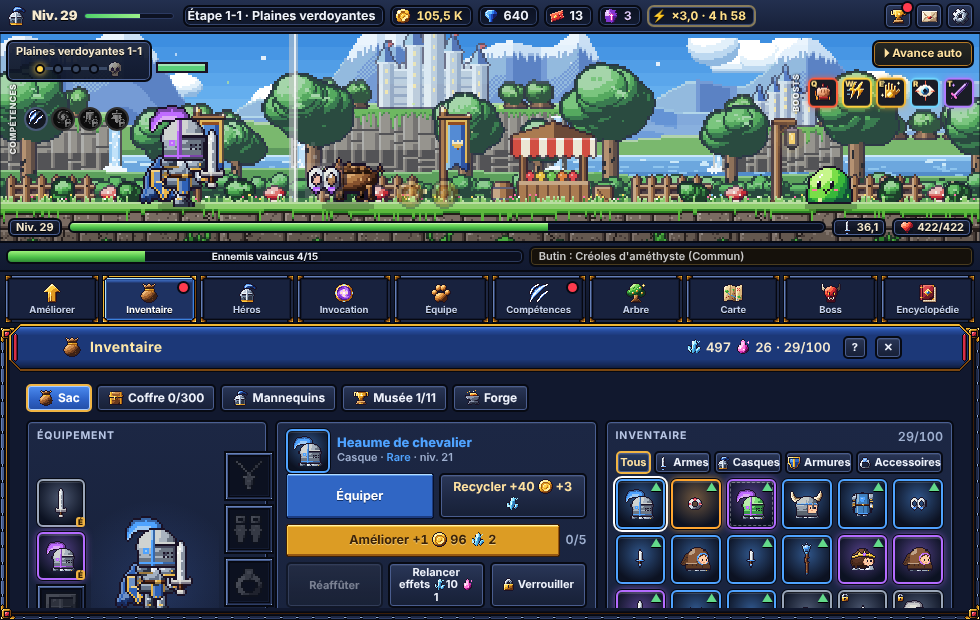 Niv. 29
Étape 1-1 · Plaines verdoyantes
105,5 K
640
13
3
×3,0 · 4 h 58
Plaines verdoyantes 1-1
Avance auto
COMPÉTENCES
BOOSTS
Niv. 29
36,1
422/422
Ennemis vaincus 4/15
Butin : Créoles d'améthyste (Commun)
Améliorer
Inventaire
Héros
Invocation
Équipe
Compétences
Arbre
Carte
Boss
Encyclopédie
Inventaire
497
26 · 29/100
?
×
Sac
Coffre 0/300
Mannequins
Musée 1/11
Forge
ÉQUIPEMENT
E
E
Heaume de chevalier
Casque · Rare · niv. 21
Équiper
Recycler +40 +3
Améliorer +1 96 2
0/5
Réaffûter
Relancer
effets 10
1
Verrouiller
INVENTAIRE
29/100
Tous
Armes
Casques
Armures
Accessoires